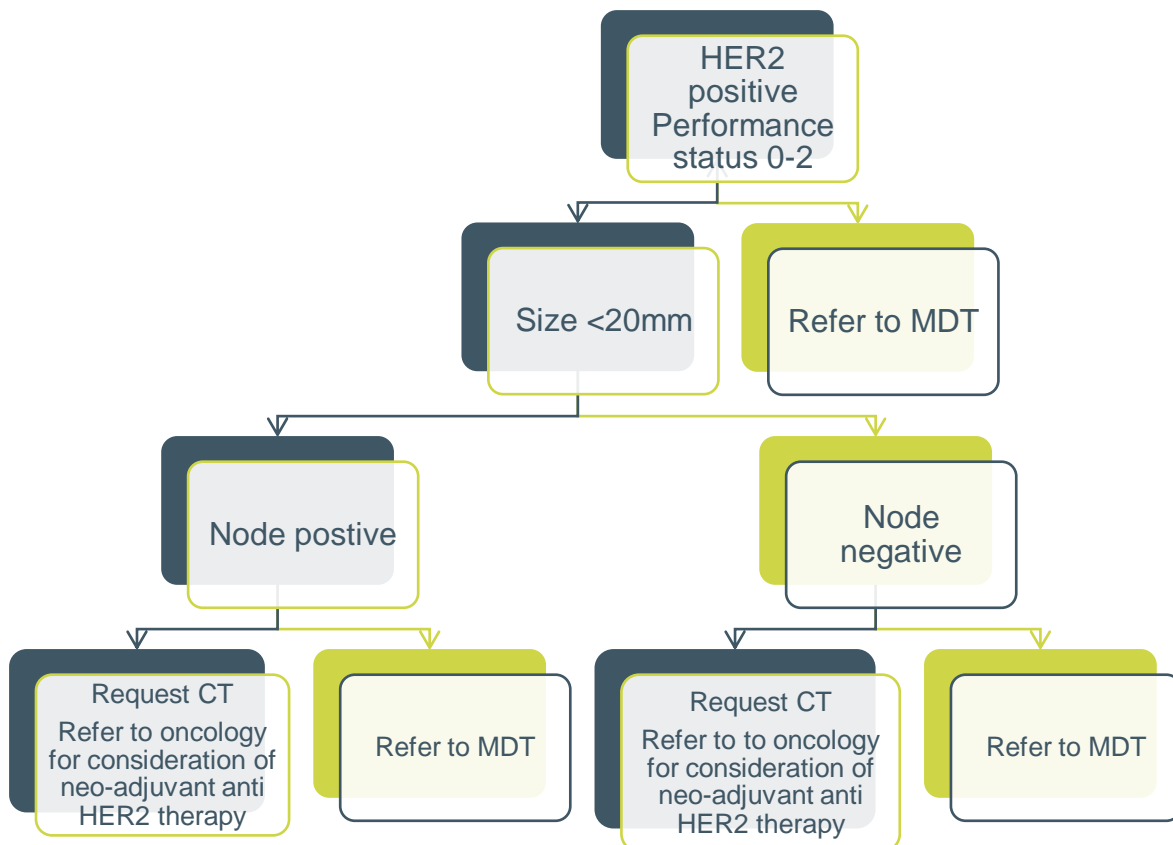 HER2
positive
Performance
status 0-2
Size <20mm
Refer to MDT
Node postive
Node
negative
Request CT
Refer to oncology
for consideration of
neo-adjuvant anti
HER2 therapy
Refer to MDT
Request CT
Refer to to oncology
for consideration of
neo-adjuvant anti
HER2 therapy
Refer to MDT